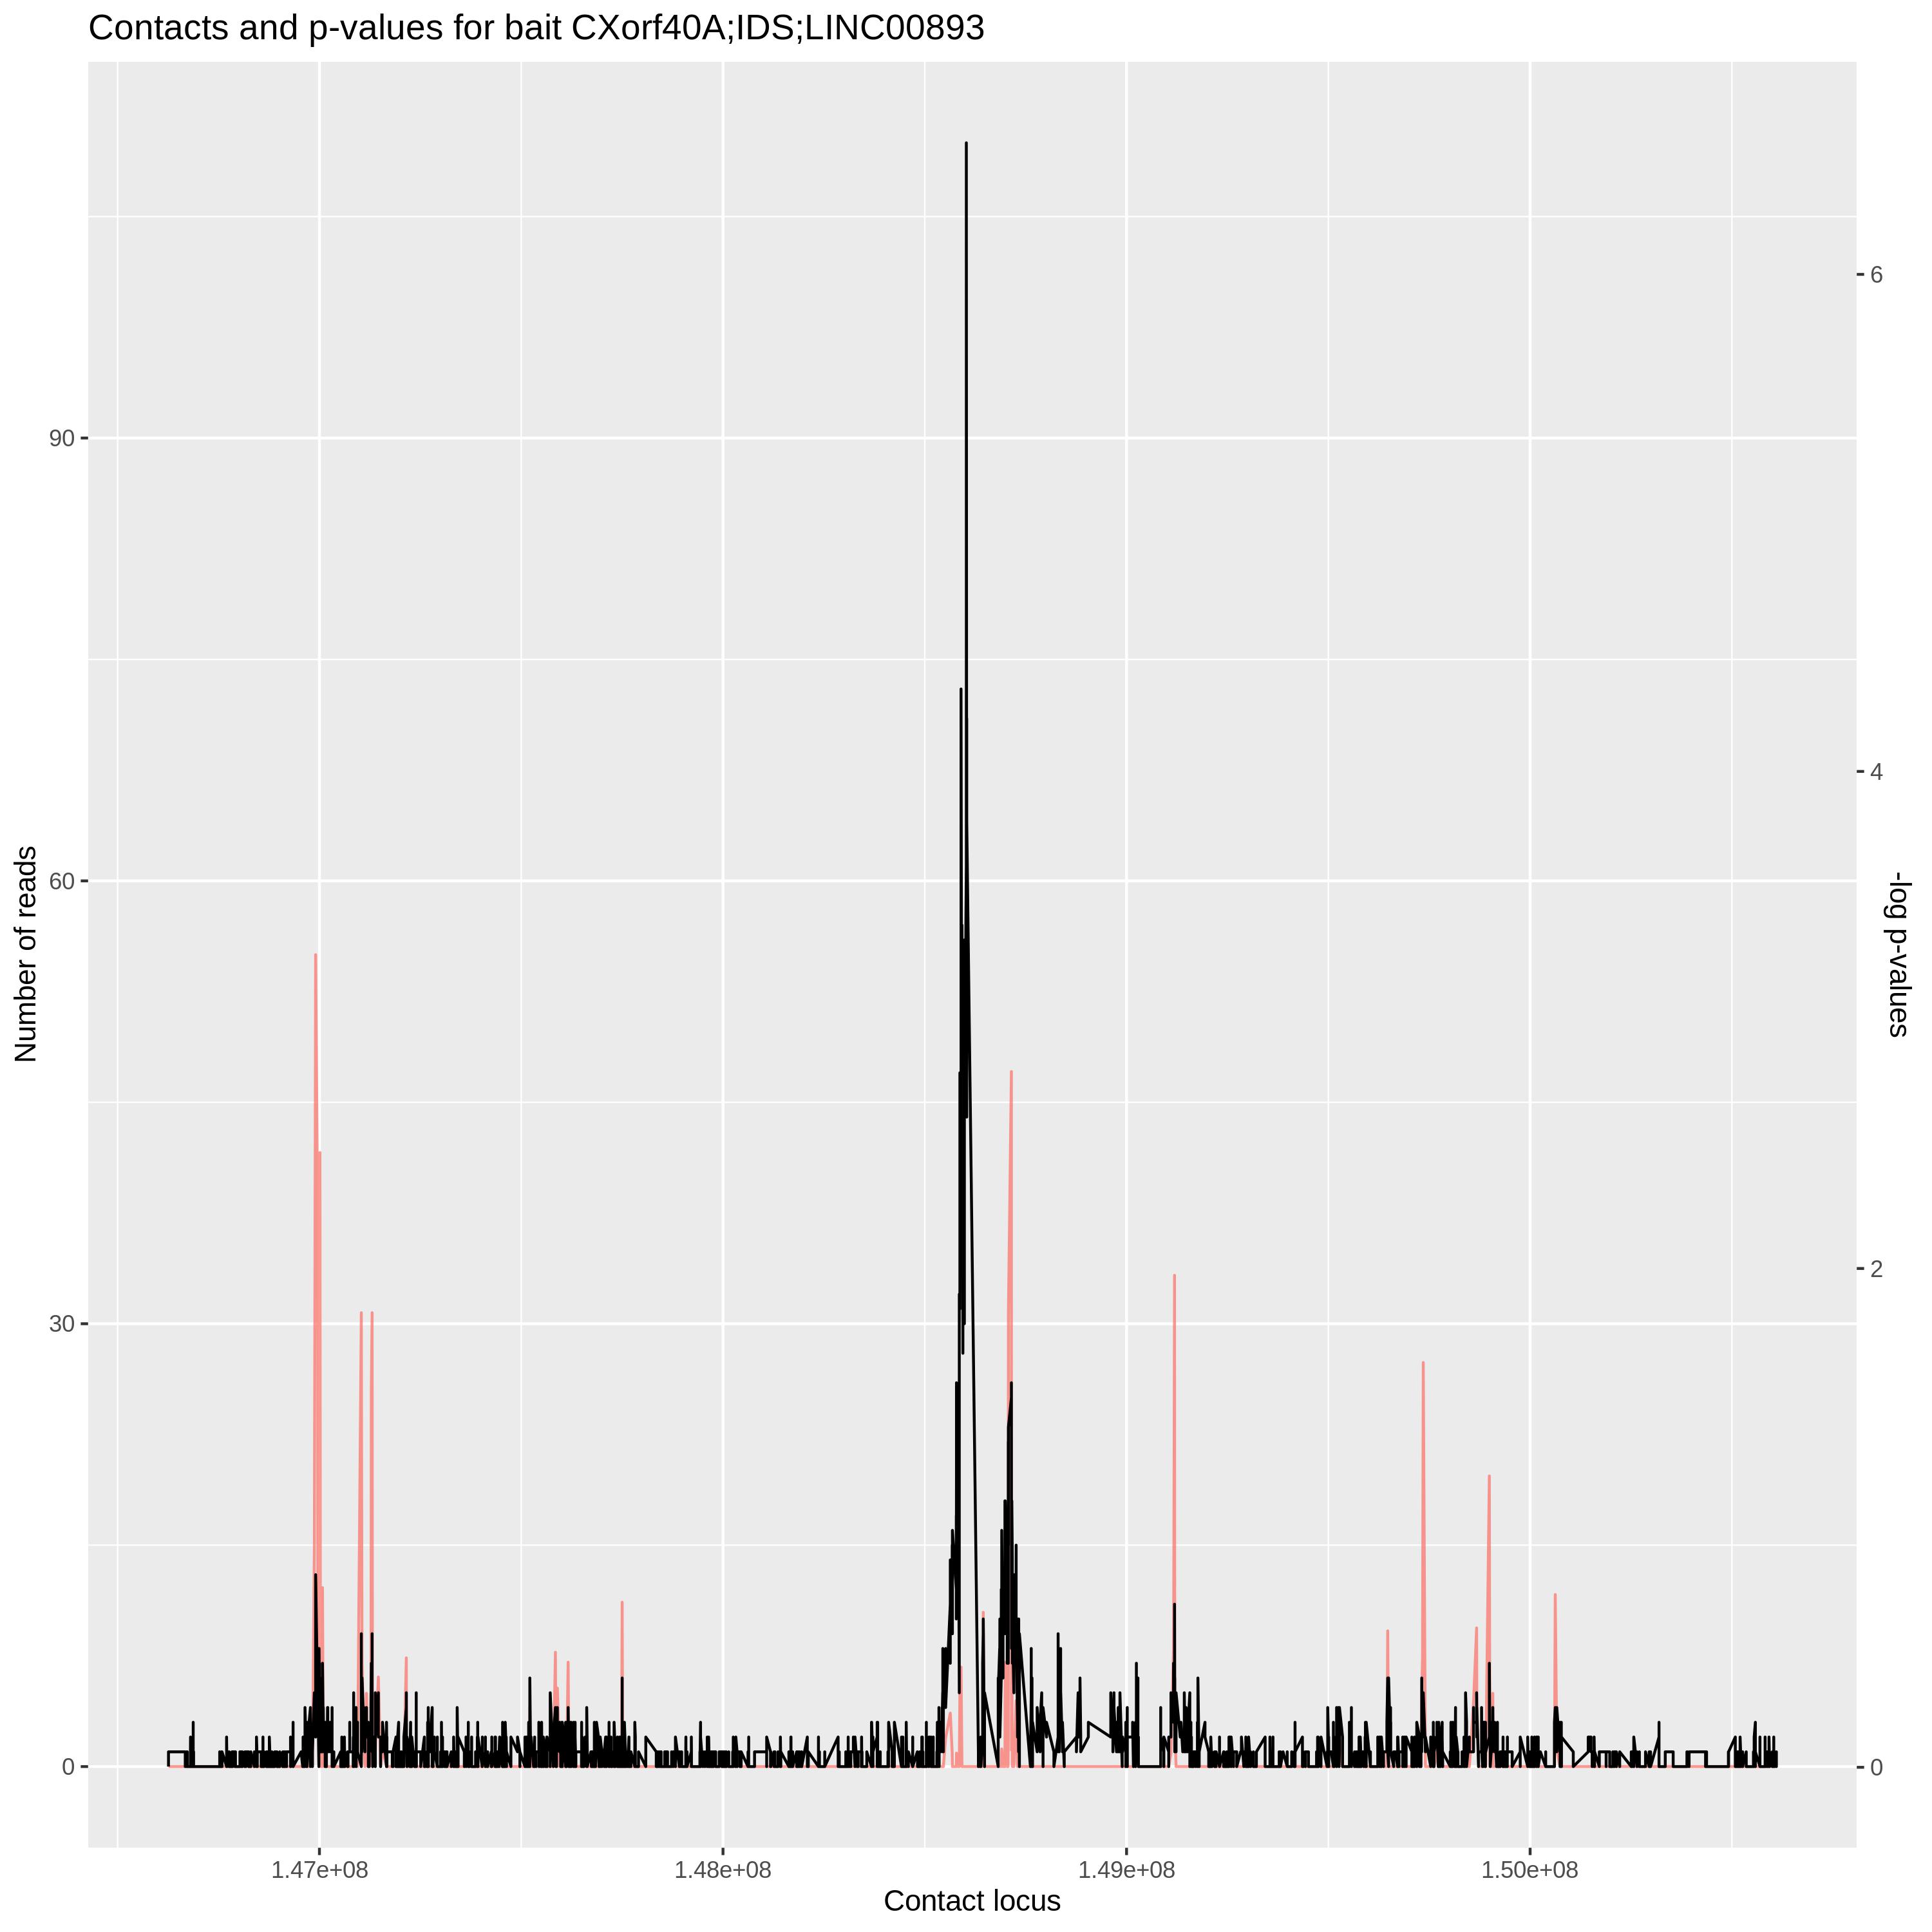 Contacts and p-values for bait CXorf40A;IDS;LINC00893
Number of reads
90
60
30
0
6
4
2
0
-log p-values
1.47e+08 1.48e+08 1.49e+08 1.50e+08
Contact locus